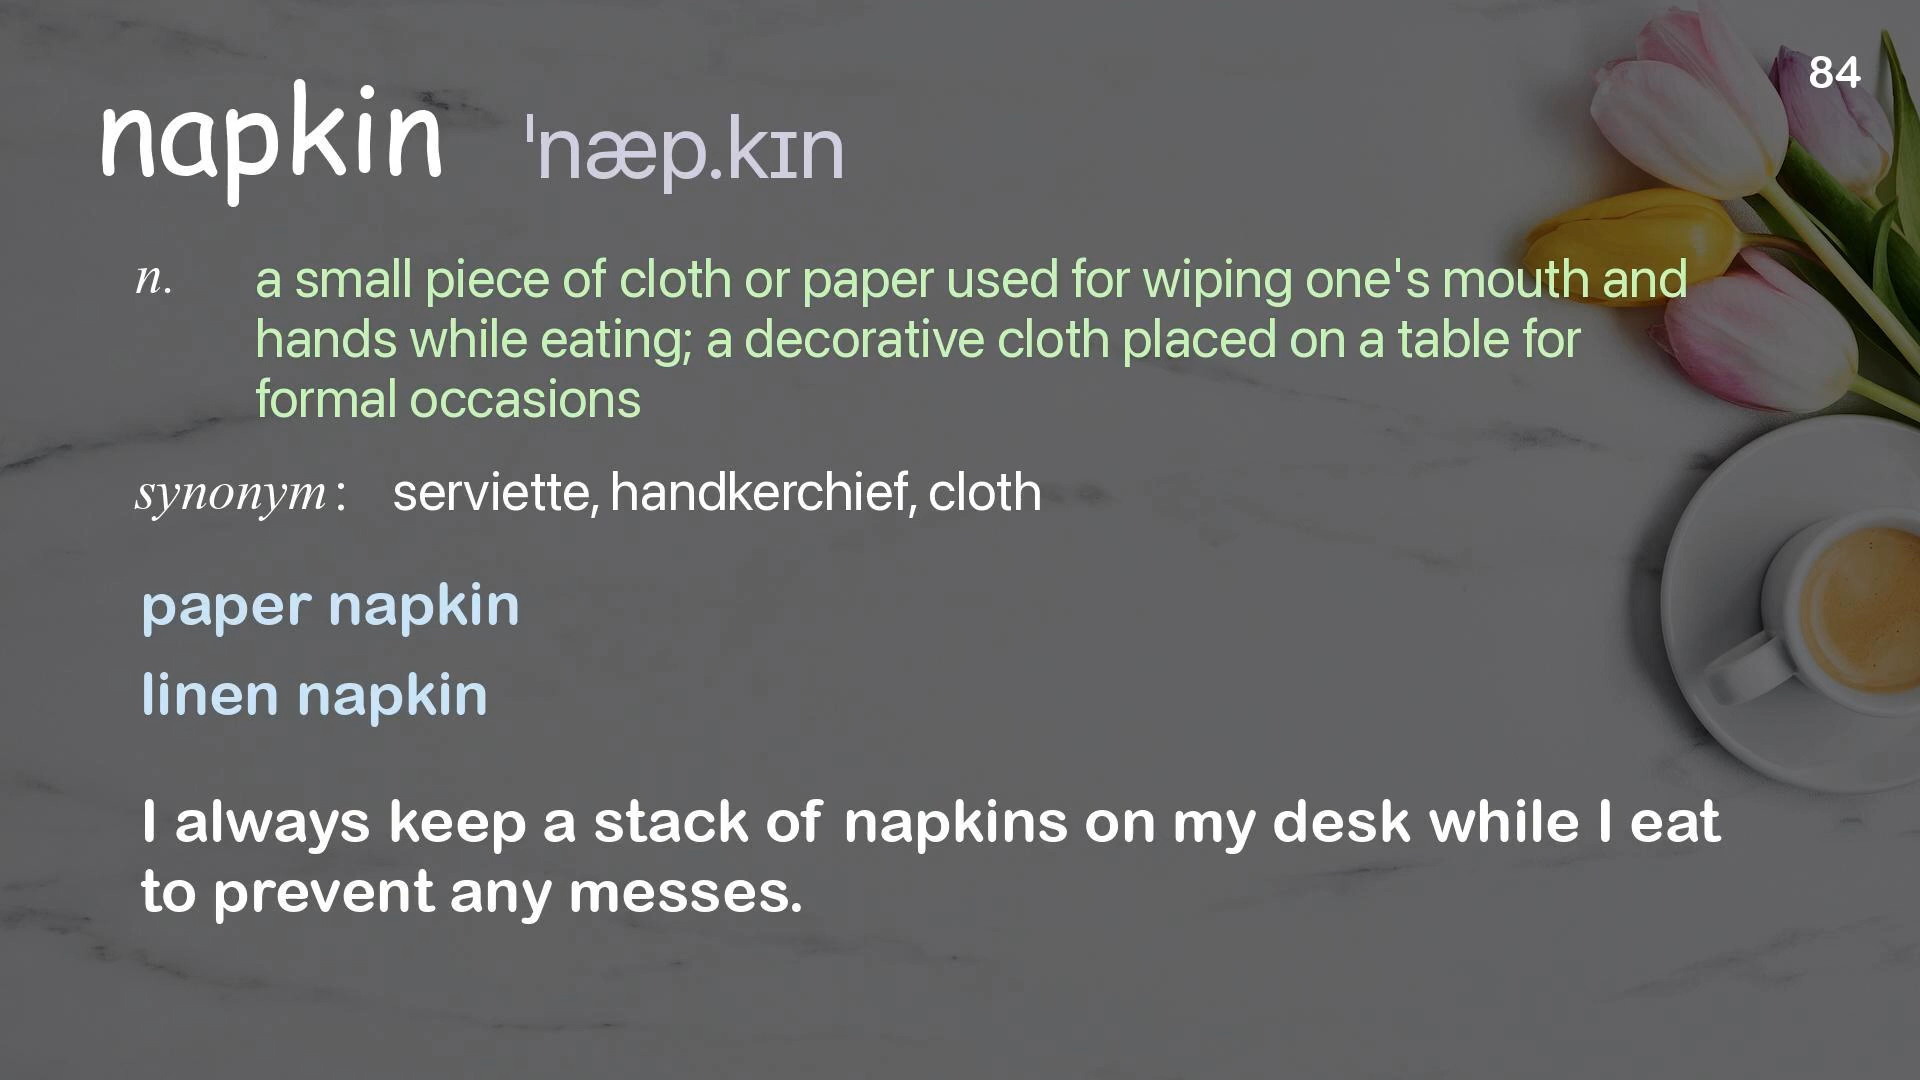 84
napkin ˈnæp.kɪn
n. a small piece of cloth or paper used for wiping one's mouth and
hands while eating; a decorative cloth placed on a table for
formal occasions
synonym : serviette, handkerchief, cloth
paper napkin
linen napkin
I always keep a stack of napkins on my desk while I eat
to prevent any messes.